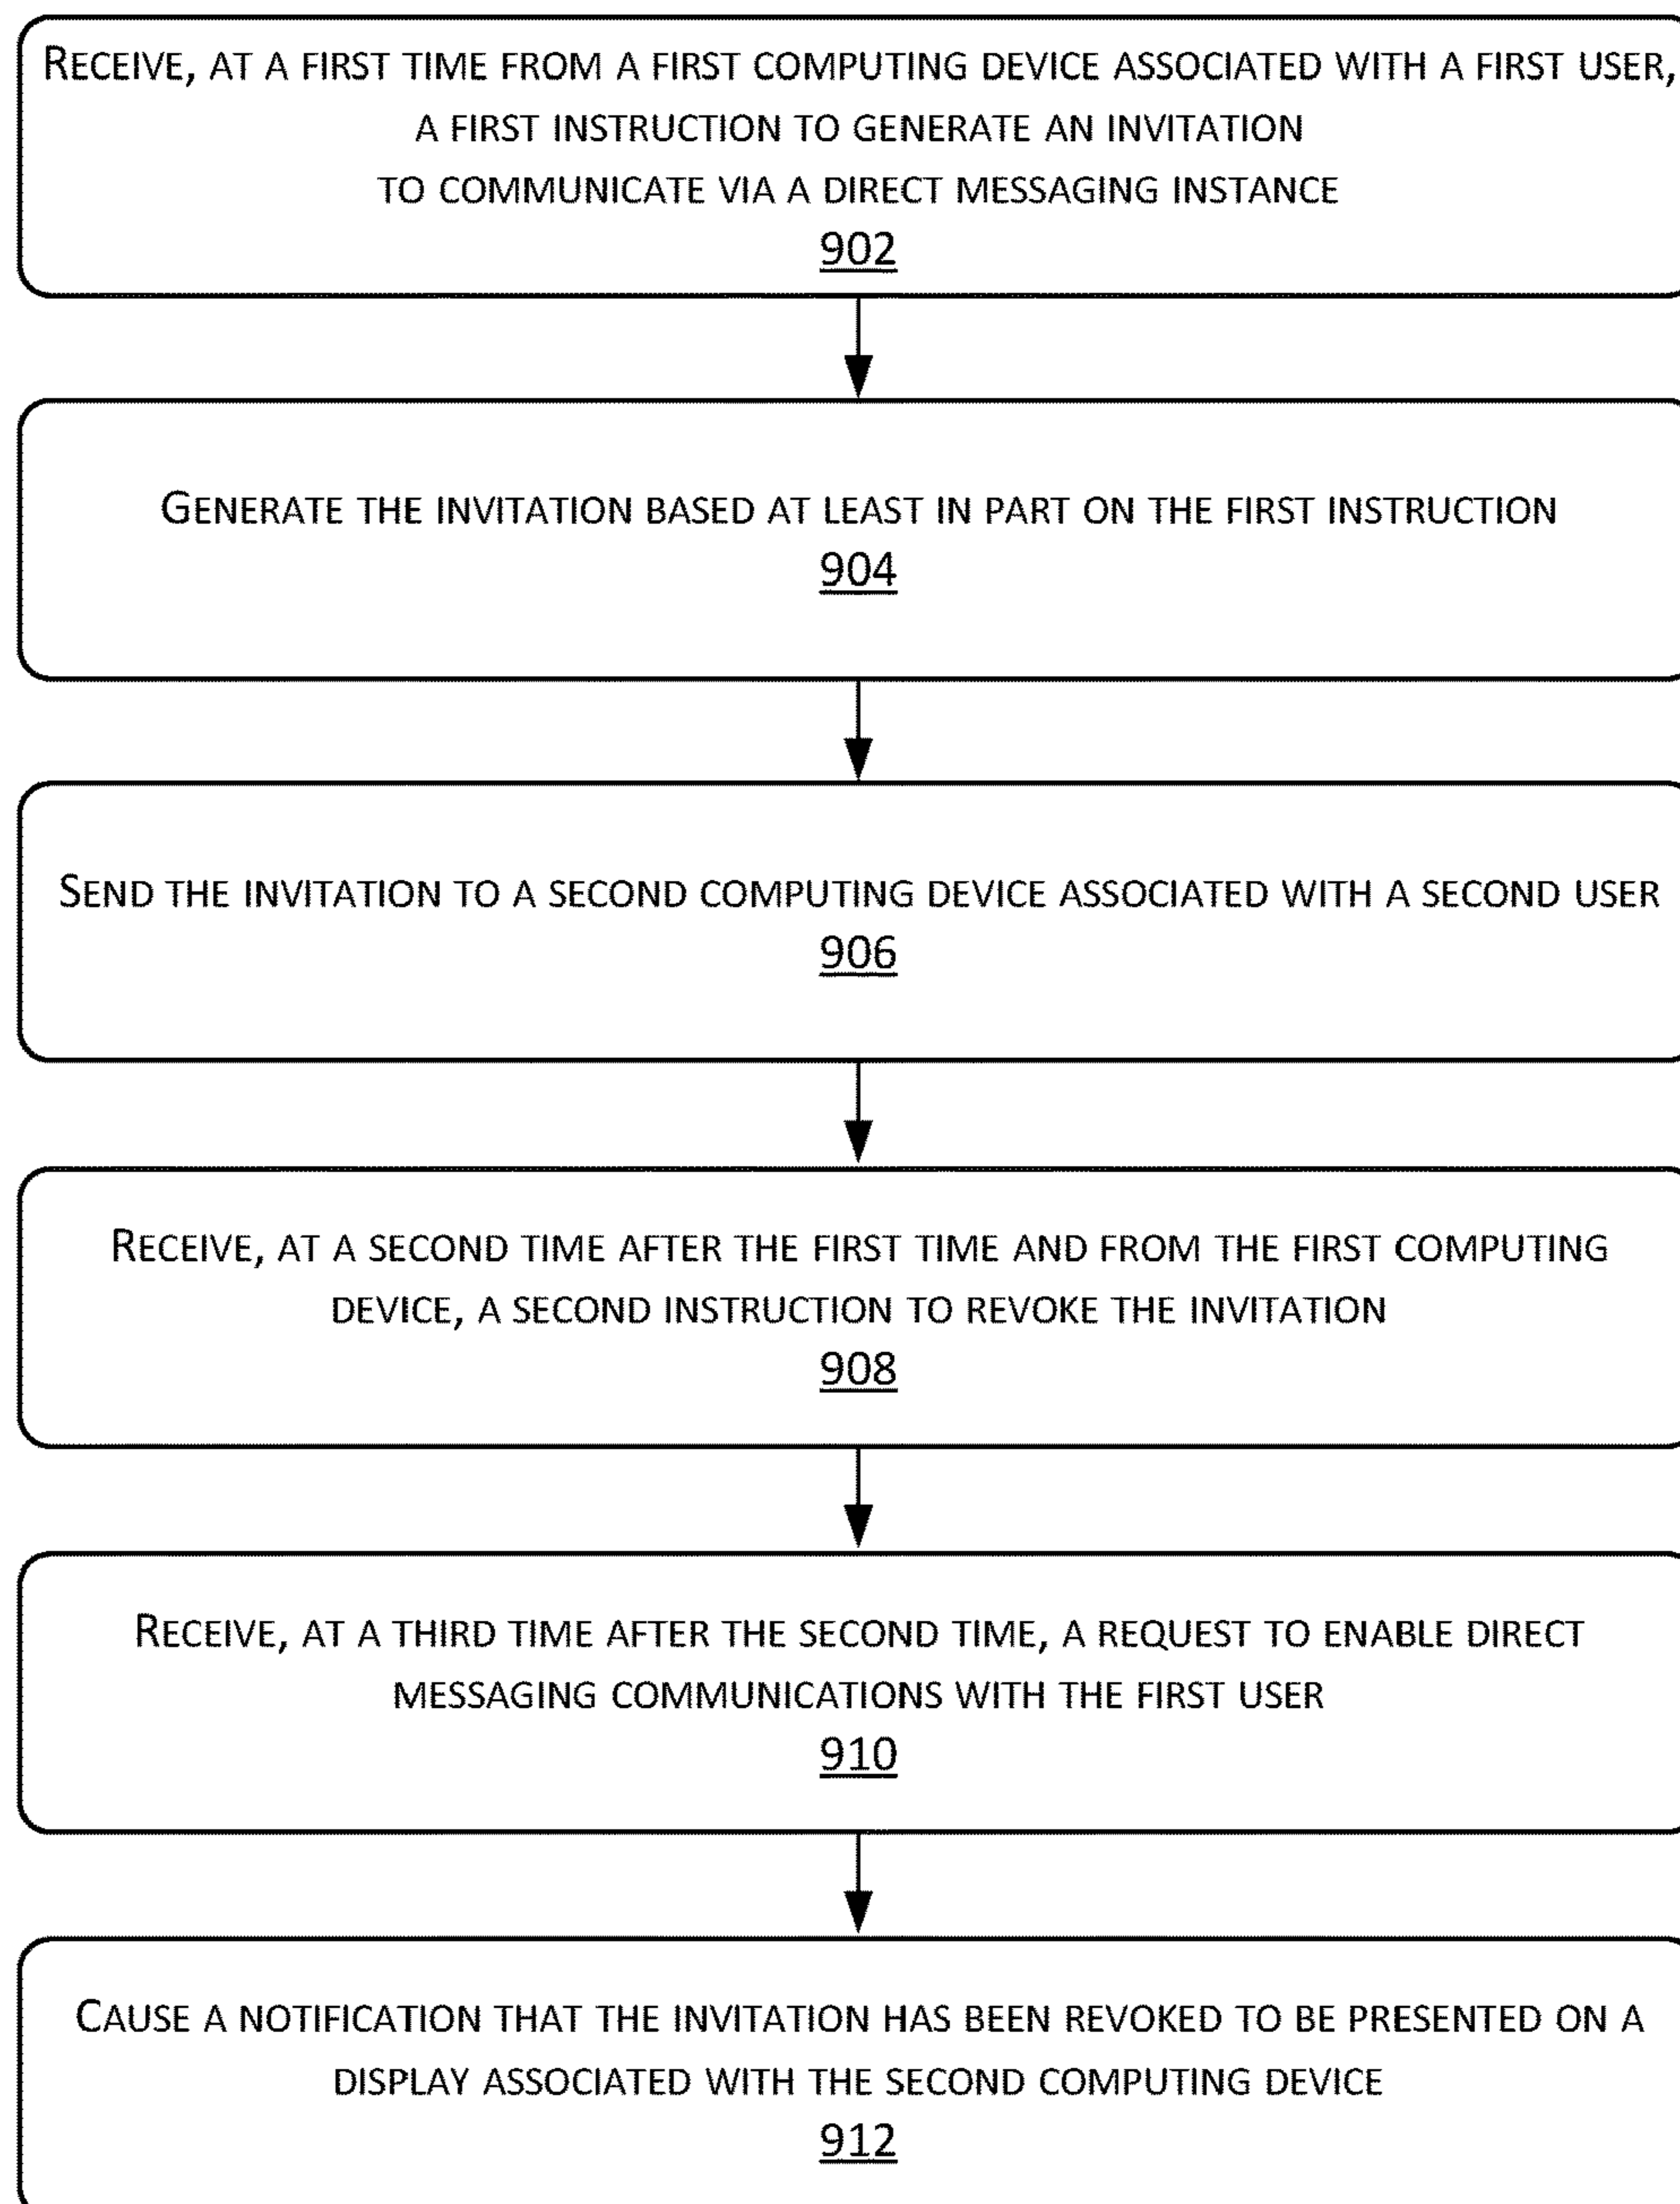 RECEIVE, AT A FIRST TIME FROM A FIRST COMPUTING DEVICE ASSOCIATED WITH A FIRST USER,
A FIRST INSTRUCTION TO GENERATE AN INVITATION
TO COMMUNICATE VIA A DIRECT MESSAGING INSTANCE
902
GENERATE THE INVITATION BASED AT LEAST IN PART ON THE FIRST INSTRUCTION
904
SEND THE INVITATION TO A SECOND COMPUTING DEVICE ASSOCIATED WITH A SECOND USER
906
RECEIVE, AT A SECOND TIME AFTER THE FIRST TIME AND FROM THE FIRST COMPUTING
DEVICE, A SECOND INSTRUCTION TO REVOKE THE INVITATION
908
RECEIVE, AT A THIRD TIME AFTER THE SECOND TIME, A REQUEST TO ENABLE DIRECT
MESSAGING COMMUNICATIONS WITH THE FIRST USER
910
CAUSE A NOTIFICATION THAT THE INVITATION HAS BEEN REVOKED TO BE PRESENTED ON A
DISPLAY ASSOCIATED WITH THE SECOND COMPUTING DEVICE
912